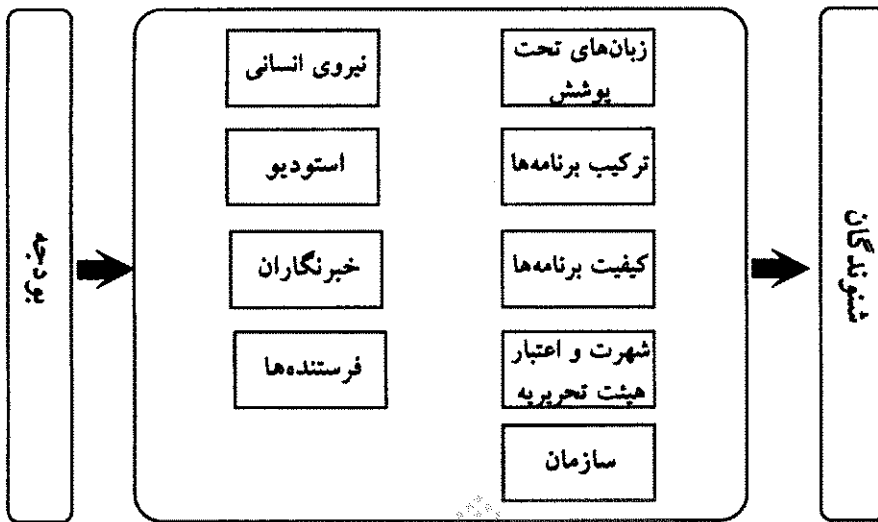 شنوندگان
زبان‌های تحت
پوشش
ترکیب برنامه‌ها
کیفیت برنامه‌ها
شهرت و اعتبار
هیئت تحریریه
سازمان
نیروی انسانی
استودیو
خبرنگاران
فرستنده‌ها
بودجه